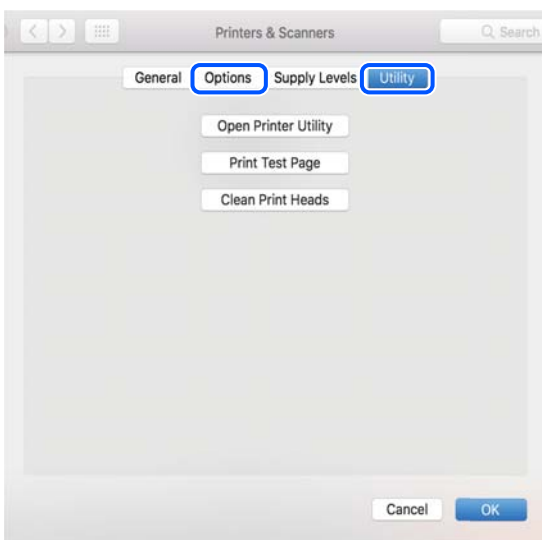 Printers & Scanners Search
General Options Supply Levels Utility
Open Printer Utility
Print Test Page
Clean Print Heads
Cancel OK